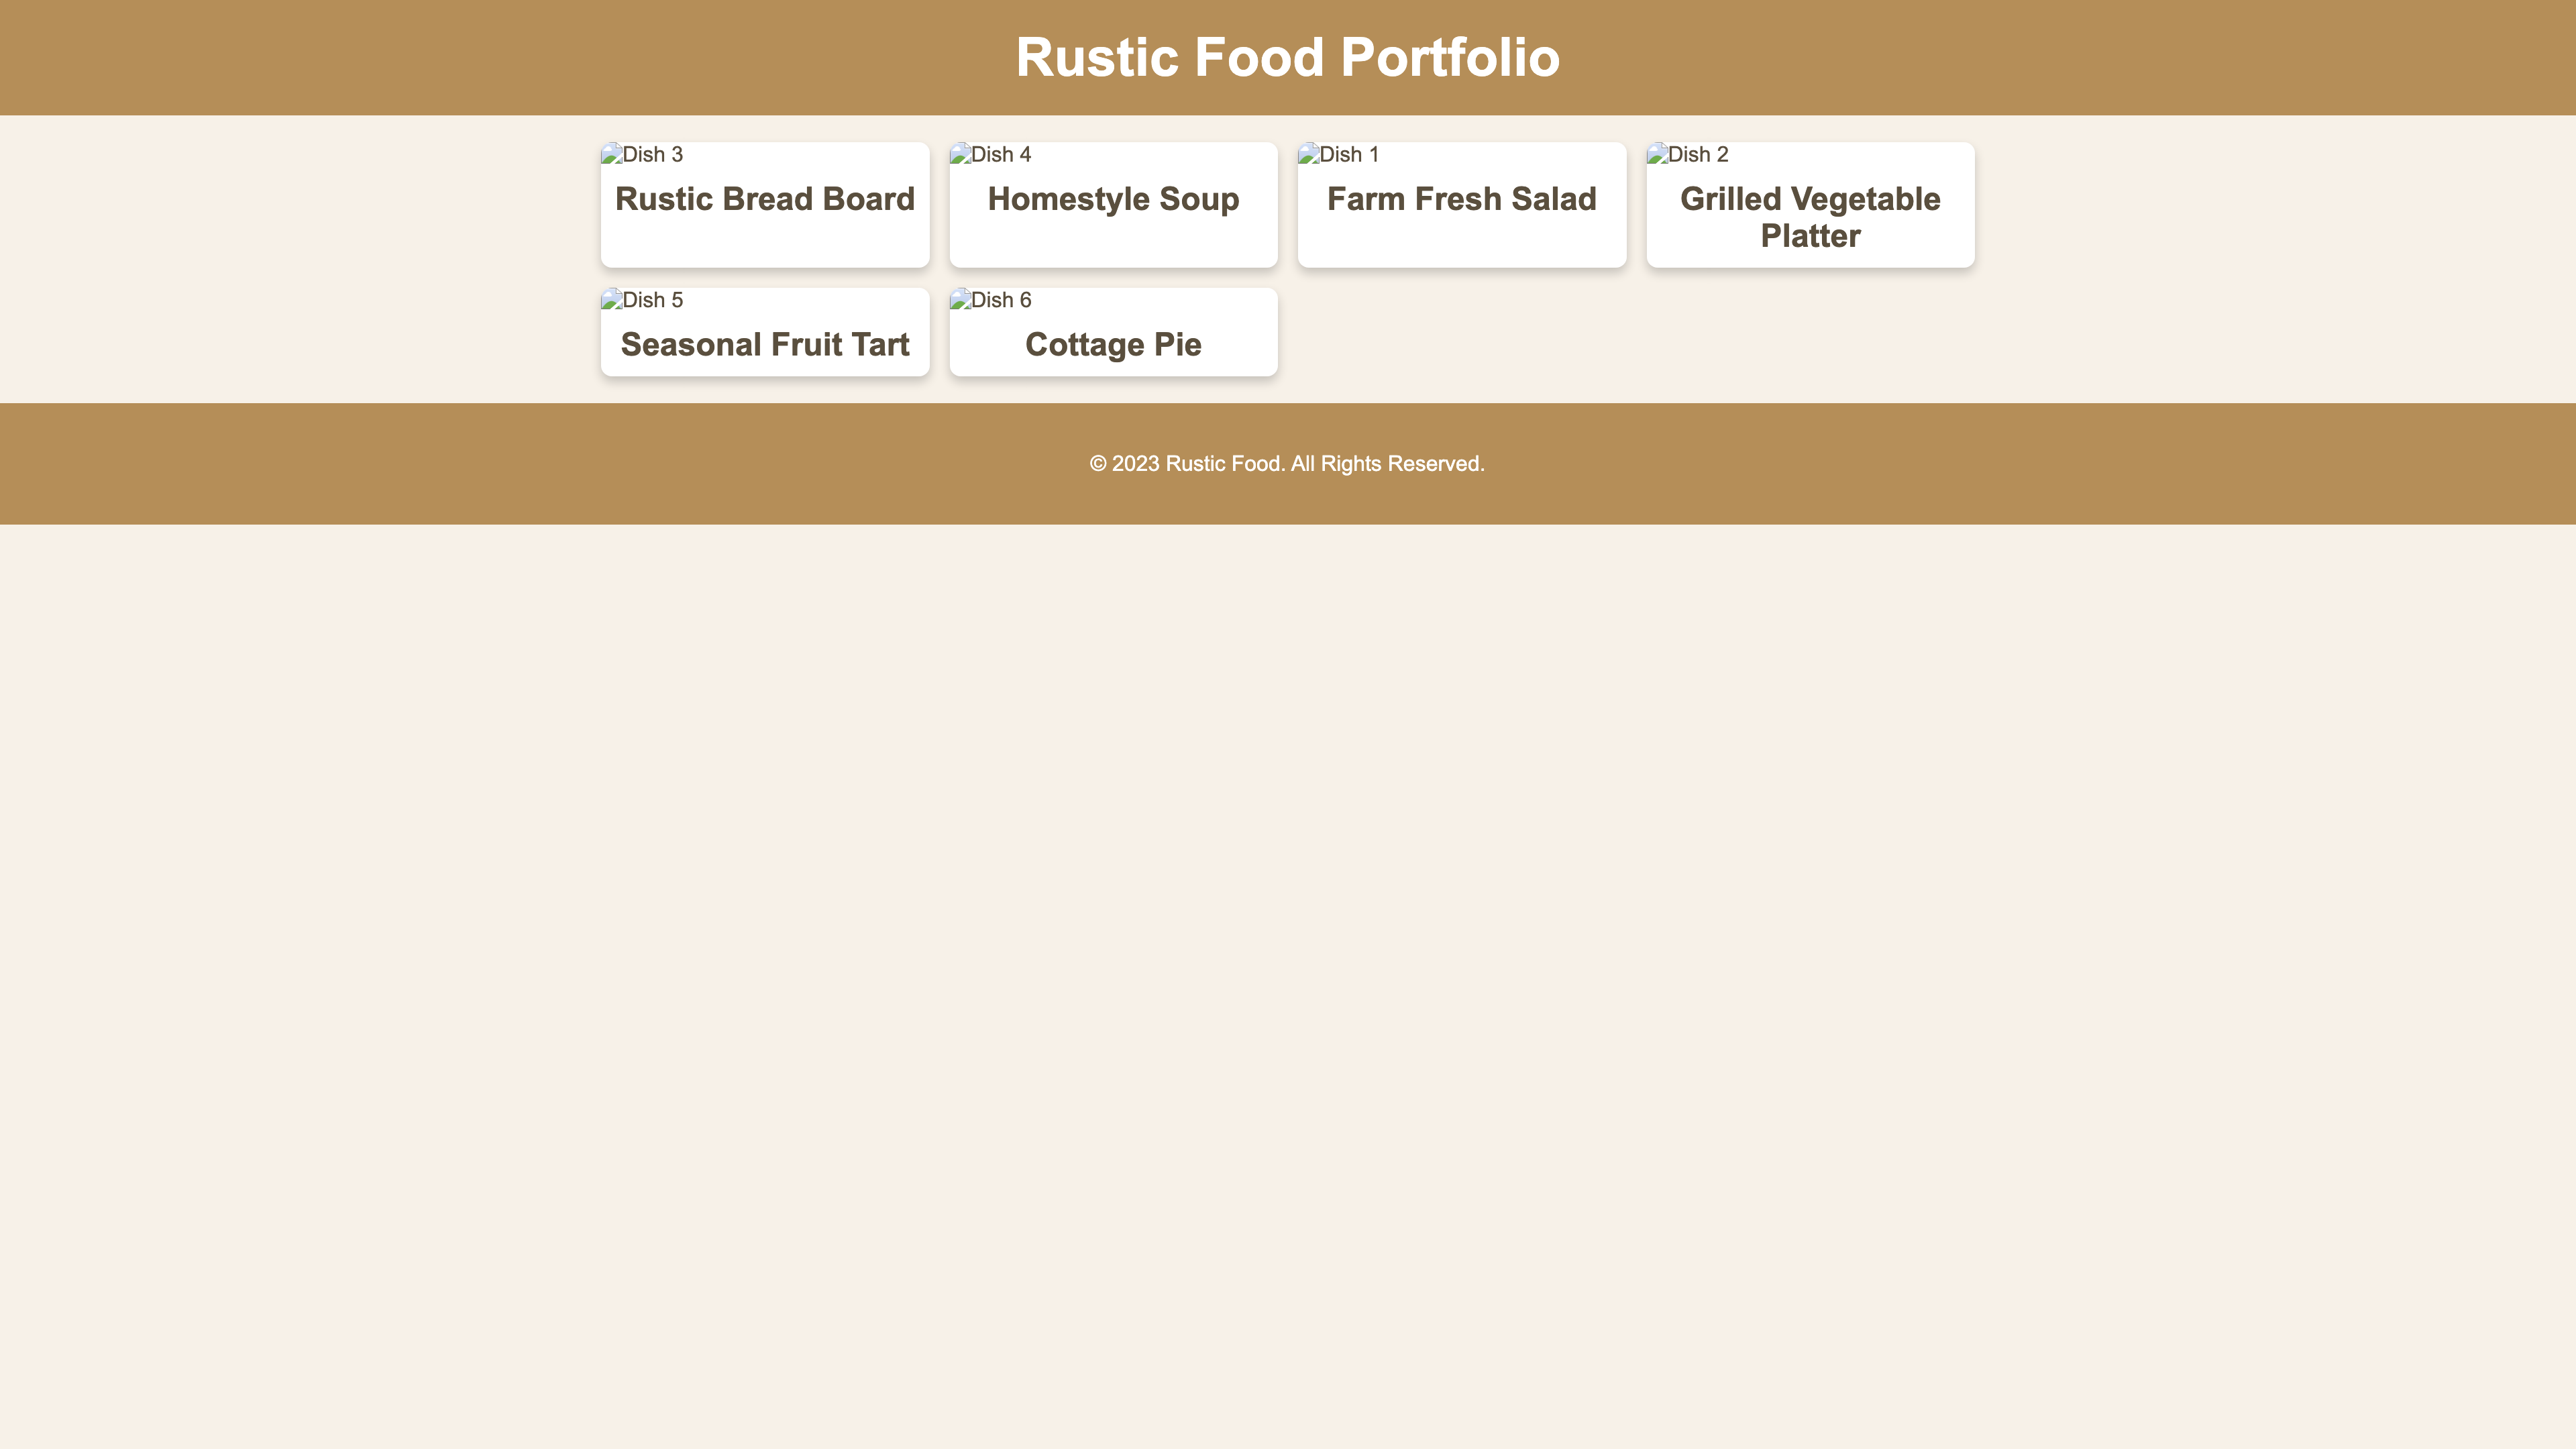 Rustic Food Portfolio
Dish 3
Rustic Bread Board
Dish 4
Homestyle Soup
Dish 1
Farm Fresh Salad
Dish 2
Grilled Vegetable
Platter
Dish 5
Seasonal Fruit Tart
Dish 6
Cottage Pie
© 2023 Rustic Food. All Rights Reserved.